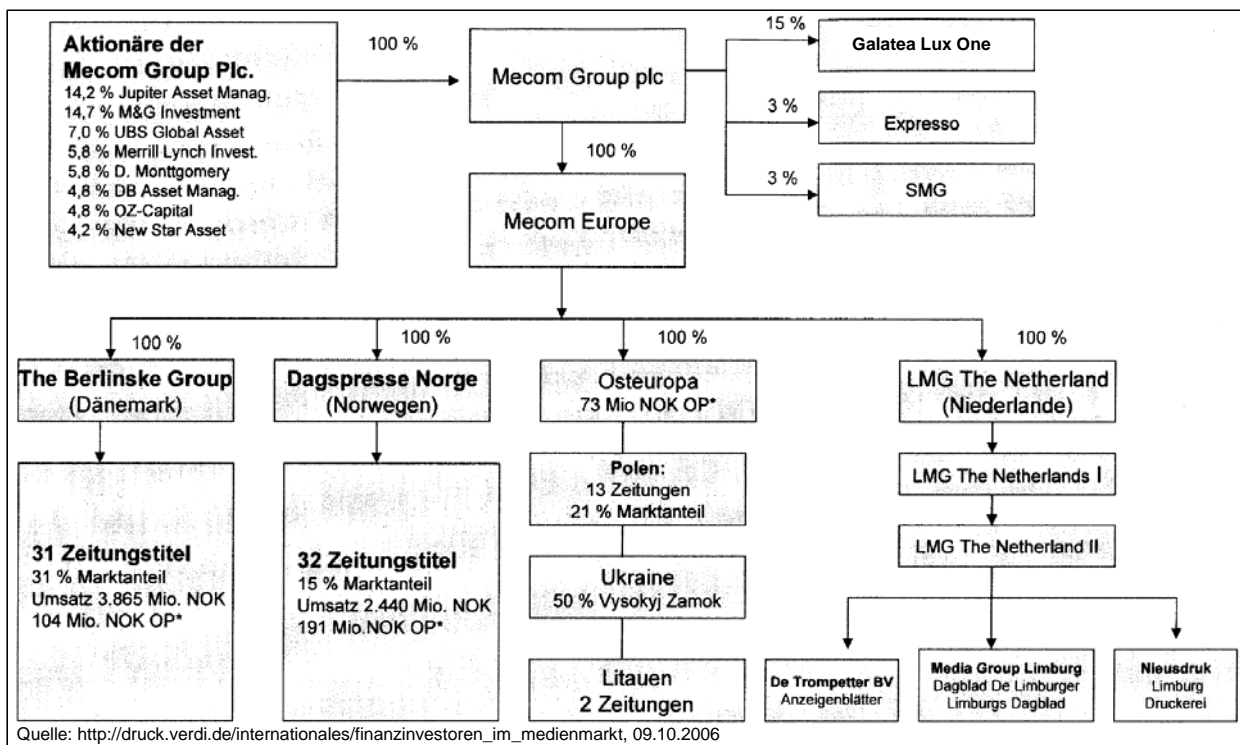 Aktionäre der
Mecom Group Plc.
14,2 % Jupiter Asset Manag.
14,7 % M&G Investment
7,0 % UBS Global Asset
5,8 % Merrill Lynch Invest.
5,8 % D. Monttgomery
4,8 % DB Asset Manag.
4,8 % OZ-Capital
4,2 % New Star Asset
100 %
Mecom Group plc
15 %
Galatea Lux One
3 %
Expresso
3 %
SMG
100 %
Mecom Europe
100 %
The Berlinske Group
(Dänemark)
31 Zeitungstitel
31 % Marktanteil
Umsatz 3.865 Mio. NOK
104 Mio. NOK OP*
100 %
Dagspresse Norge
(Norwegen)
32 Zeitungstitel
15 % Marktanteil
Umsatz 2.440 Mio. NOK
191 Mio.NOK OP*
100 %
Osteuropa
73 Mio NOK OP*
Polen:
13 Zeitungen
21 % Marktanteil
Ukraine
50 % Vysokyj Zamok
Litauen
2 Zeitungen
100 %
LMG The Netherland
(Niederlande)
LMG The Netherlands I
LMG The Netherland II
De Trompetter BV
Anzeigenblätter
Media Group Limburg
Dagblad De Limburger
Limburgs Dagblad
Nieusdruk
Limburg
Druckerei
Quelle: http://druck.verdi.de/internationales/finanzinvestoren_im_medienmarkt, 09.10.2006